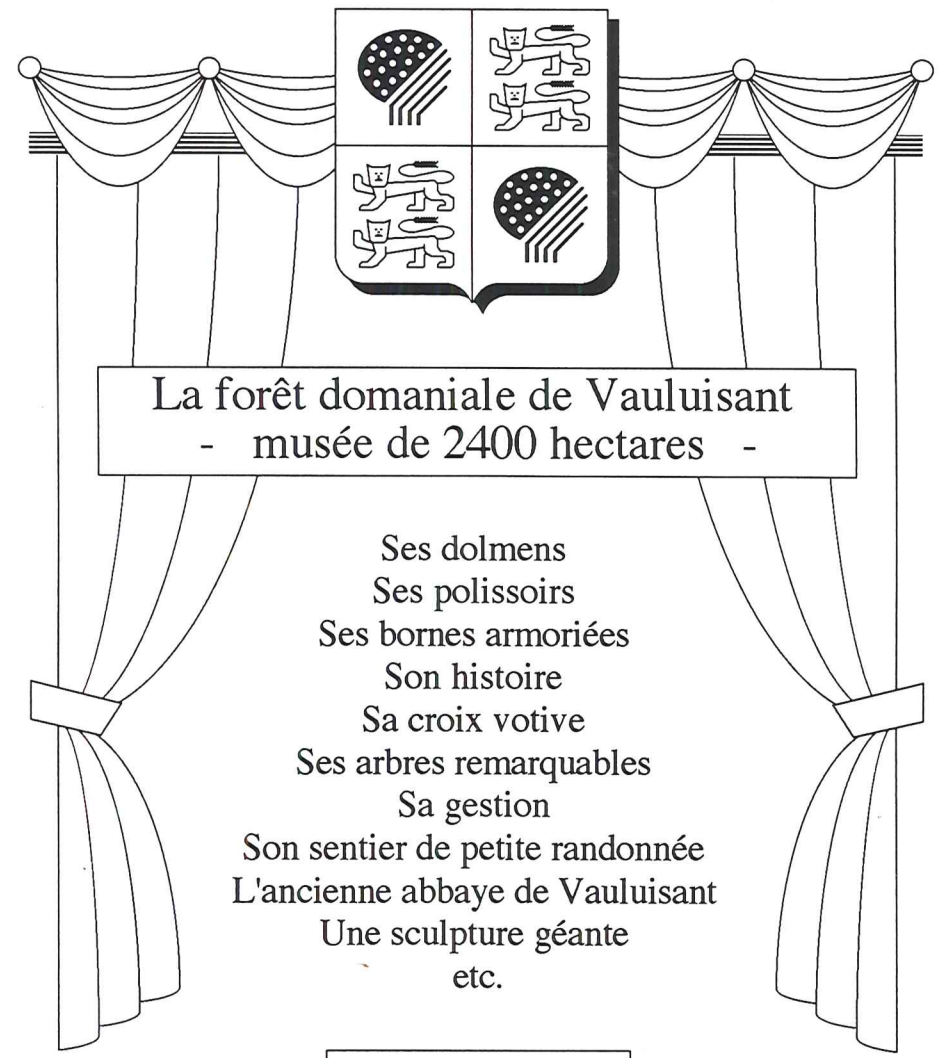 La forêt domaniale de Vauluisant
- musée de 2400 hectares -
Ses dolmens
Ses polissoirs
Ses bornes armoriées
Son histoire
Sa croix votive
Ses arbres remarquables
Sa gestion
Son sentier de petite randonnée
L'ancienne abbaye de Vauluisant
Une sculpture géante
etc.